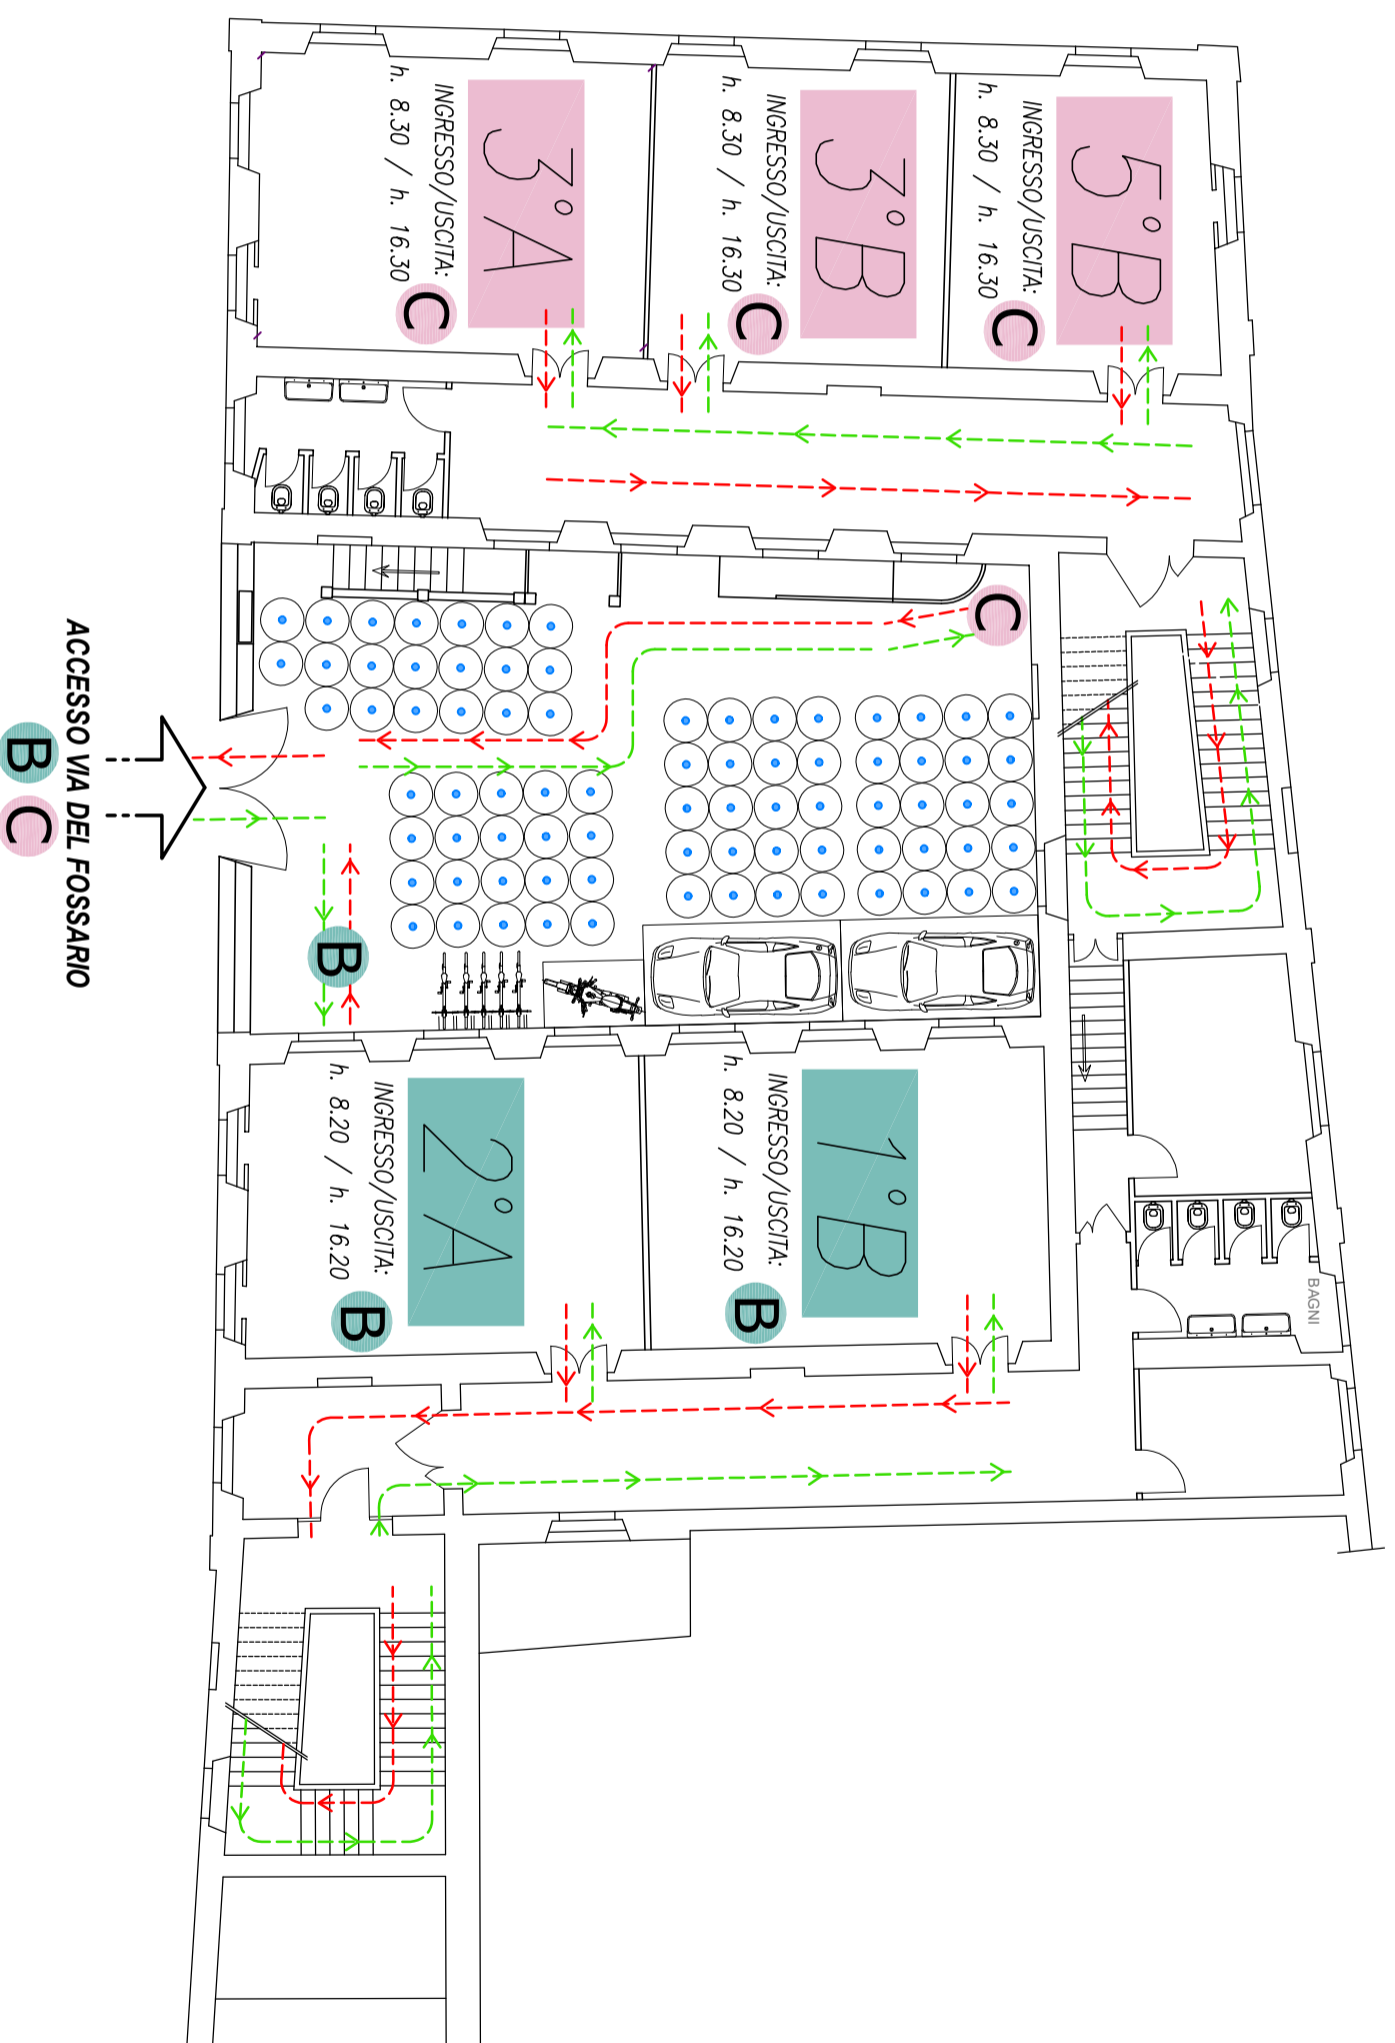 5°B
INGRESSO/USCITA:
h. 8.30 / h. 16.30
C
3°B
INGRESSO/USCITA:
h. 8.30 / h. 16.30
C
3°A
INGRESSO/USCITA:
h. 8.30 / h. 16.30
C
C
B
1°B
INGRESSO/USCITA:
h. 8.20 / h. 16.20
B
2°A
INGRESSO/USCITA:
h. 8.20 / h. 16.20
B
BAGNI
ACCESSO VIA DEL FOSSARIO
B C